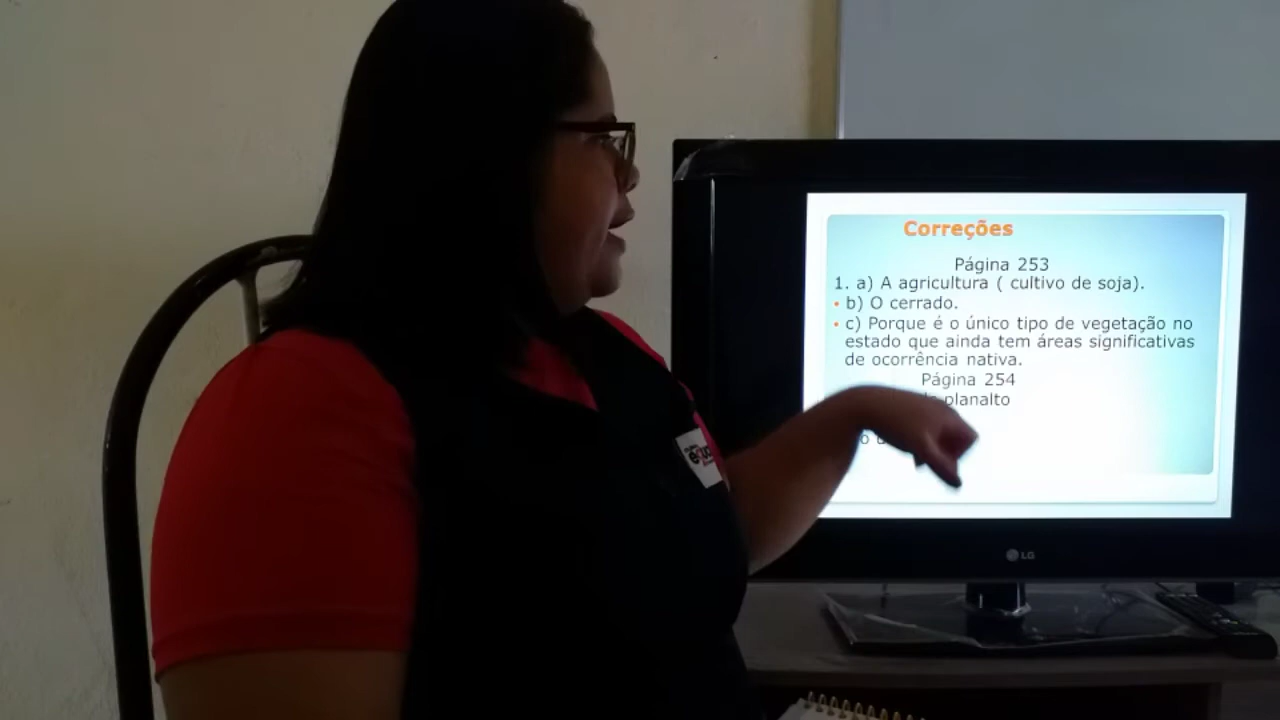 Correções
Página 253
1. a) A agricultura ( cultivo de soja).
• b) O cerrado.
• c) Porque é o único tipo de vegetação no
estado que ainda tem áreas significativas
de ocorrência nativa.
Página 254
planalto
LG